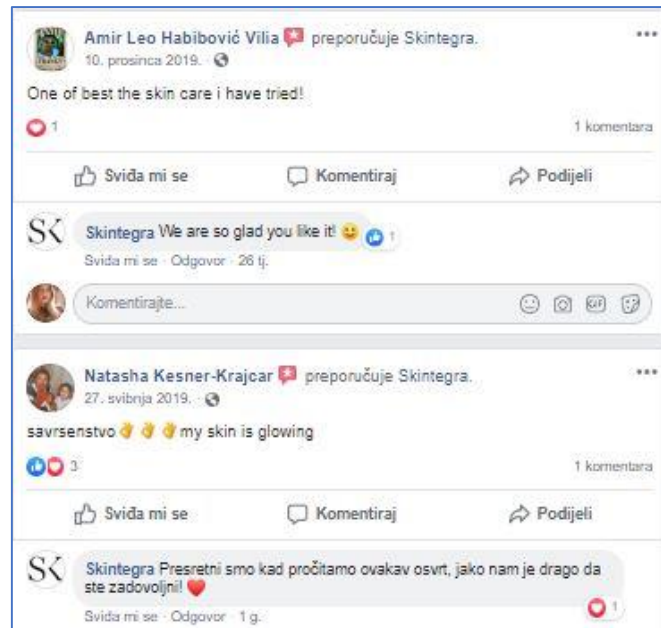 Amir Leo Habibović Vilia preporučuje Skintegra.
10. prosinca 2019.
One of best the skin care i have tried!
1
1 komentara
Sviđa mi se Komentiraj Podijeli
SK Skintegra We are so glad you like it! 😀 1
Sviđa mi se · Odgovor · 26 tj.
Komentirajte... GIF
Natasha Kesner-Krajcar preporučuje Skintegra.
27. svibnja 2019.
savrsenstvo👌👌👌my skin is glowing
3
1 komentara
Sviđa mi se Komentiraj Podijeli
SK Skintegra Presretni smo kad pročitamo ovakav osvrt, jako nam je drago da
ste zadovoljni! ❤️ 1
Sviđa mi se · Odgovor · 1 g.